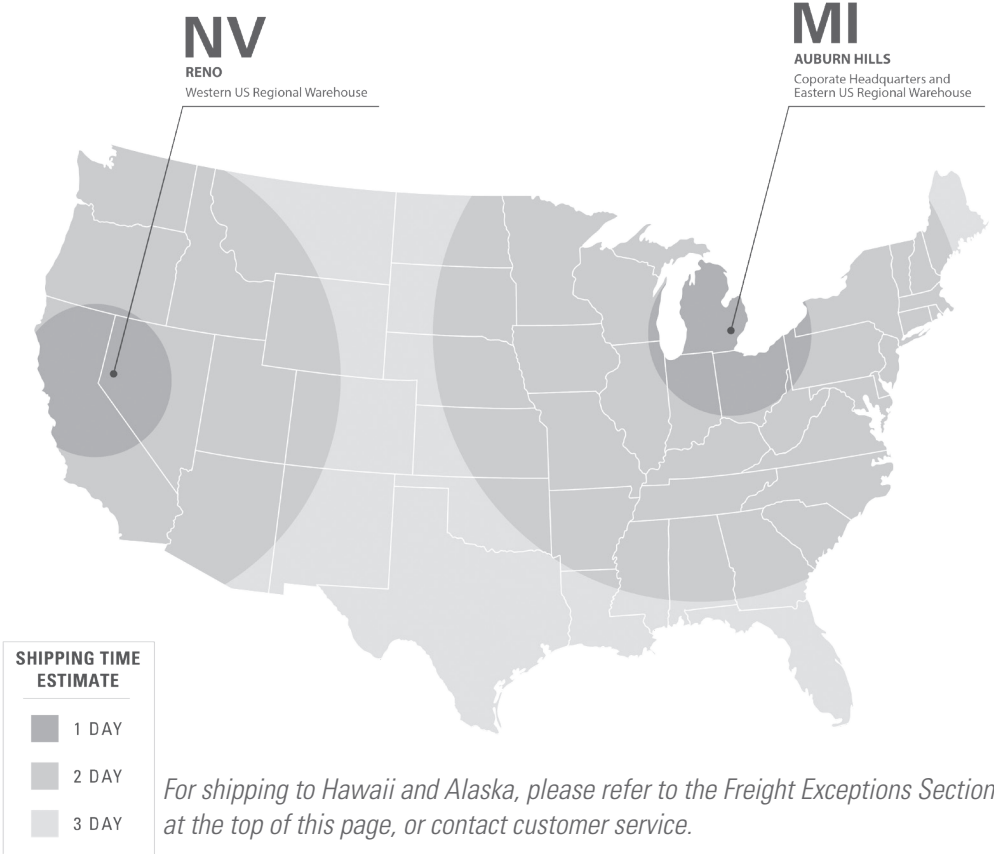 NV
RENO
Western US Regional Warehouse
MI
AUBURN HILLS
Coporate Headquarters and
Eastern US Regional Warehouse
SHIPPING TIME
ESTIMATE
1 DAY
2 DAY
3 DAY
For shipping to Hawaii and Alaska, please refer to the Freight Exceptions Section
at the top of this page, or contact customer service.